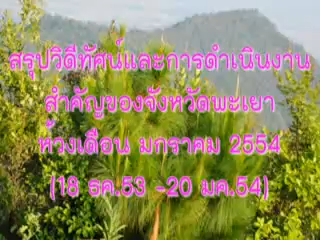 สรุปวิดีทัศน์และการดำเนินงาน
สำคัญของจังหวัดพะเยา
ห้วงเดือน มกราคม 2554
(18 ธค.53 -20 มค.54)